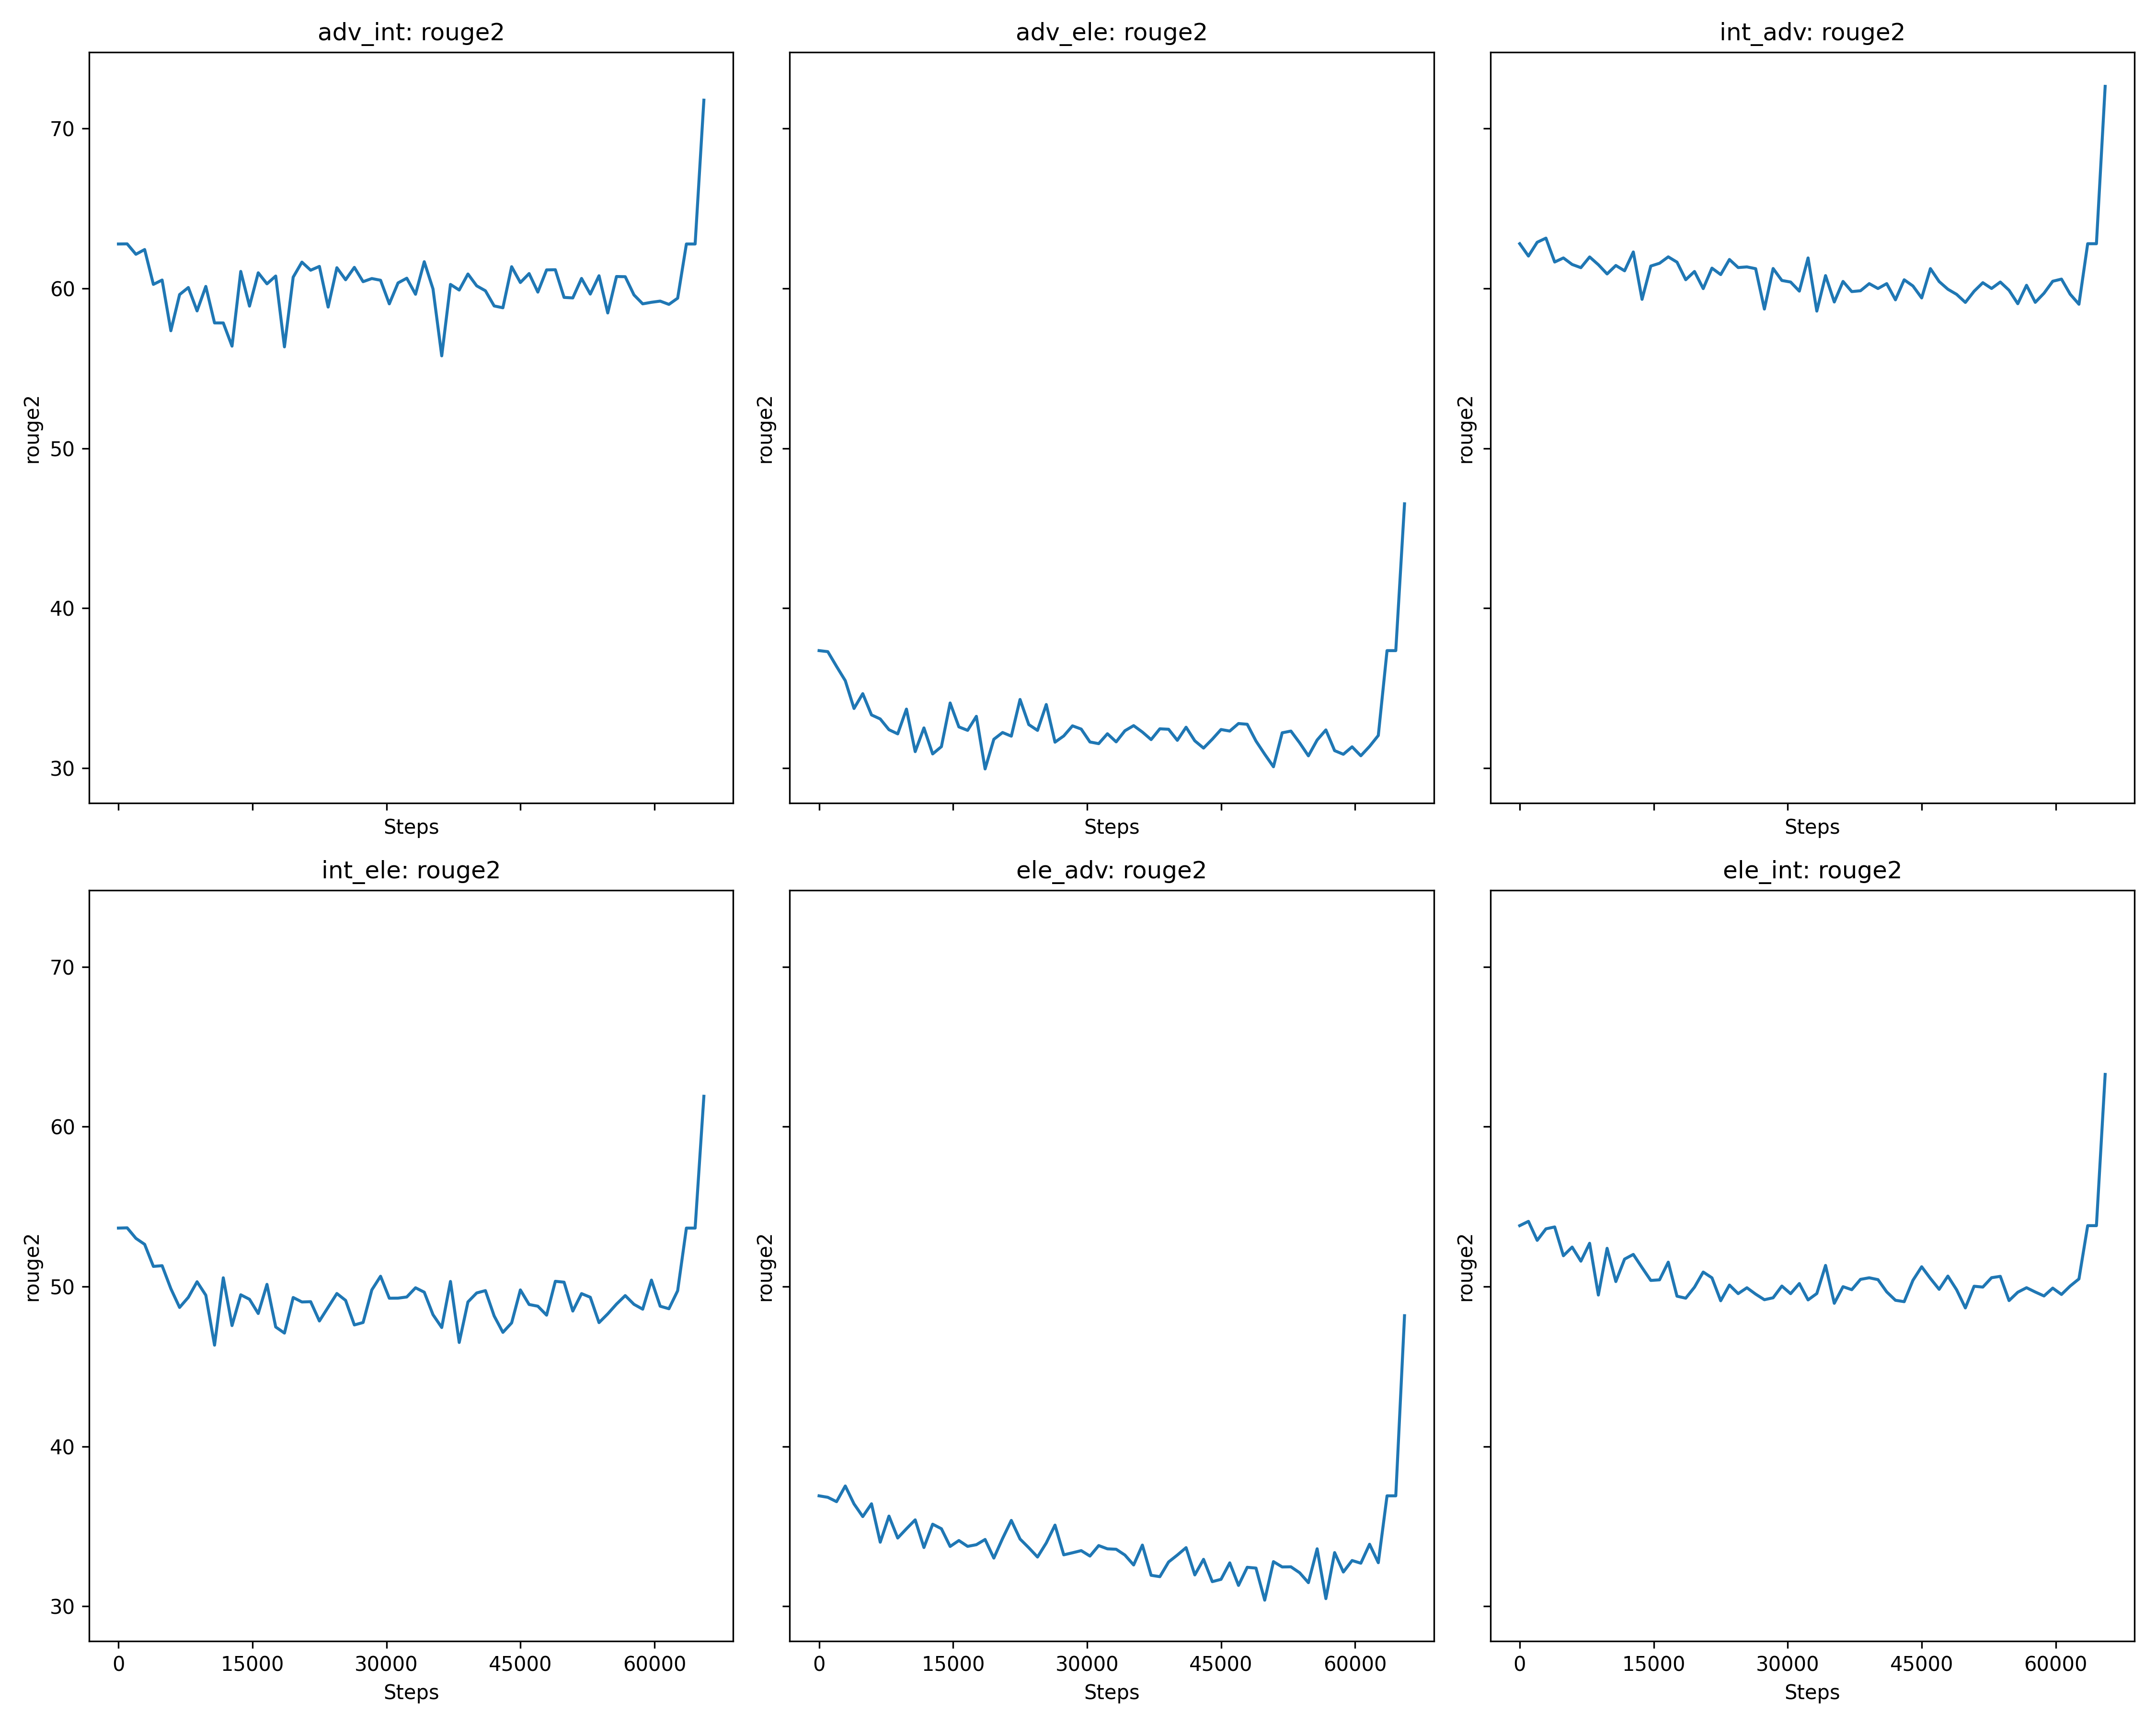 adv_int: rouge2
adv_ele: rouge2
int_adv: rouge2
rouge2
70
60
50
40
30
rouge2
rouge2
Steps
Steps
Steps
int_ele: rouge2
ele_adv: rouge2
ele_int: rouge2
rouge2
70
60
50
40
30
rouge2
rouge2
0 15000 30000 45000 60000
0 15000 30000 45000 60000
0 15000 30000 45000 60000
Steps
Steps
Steps